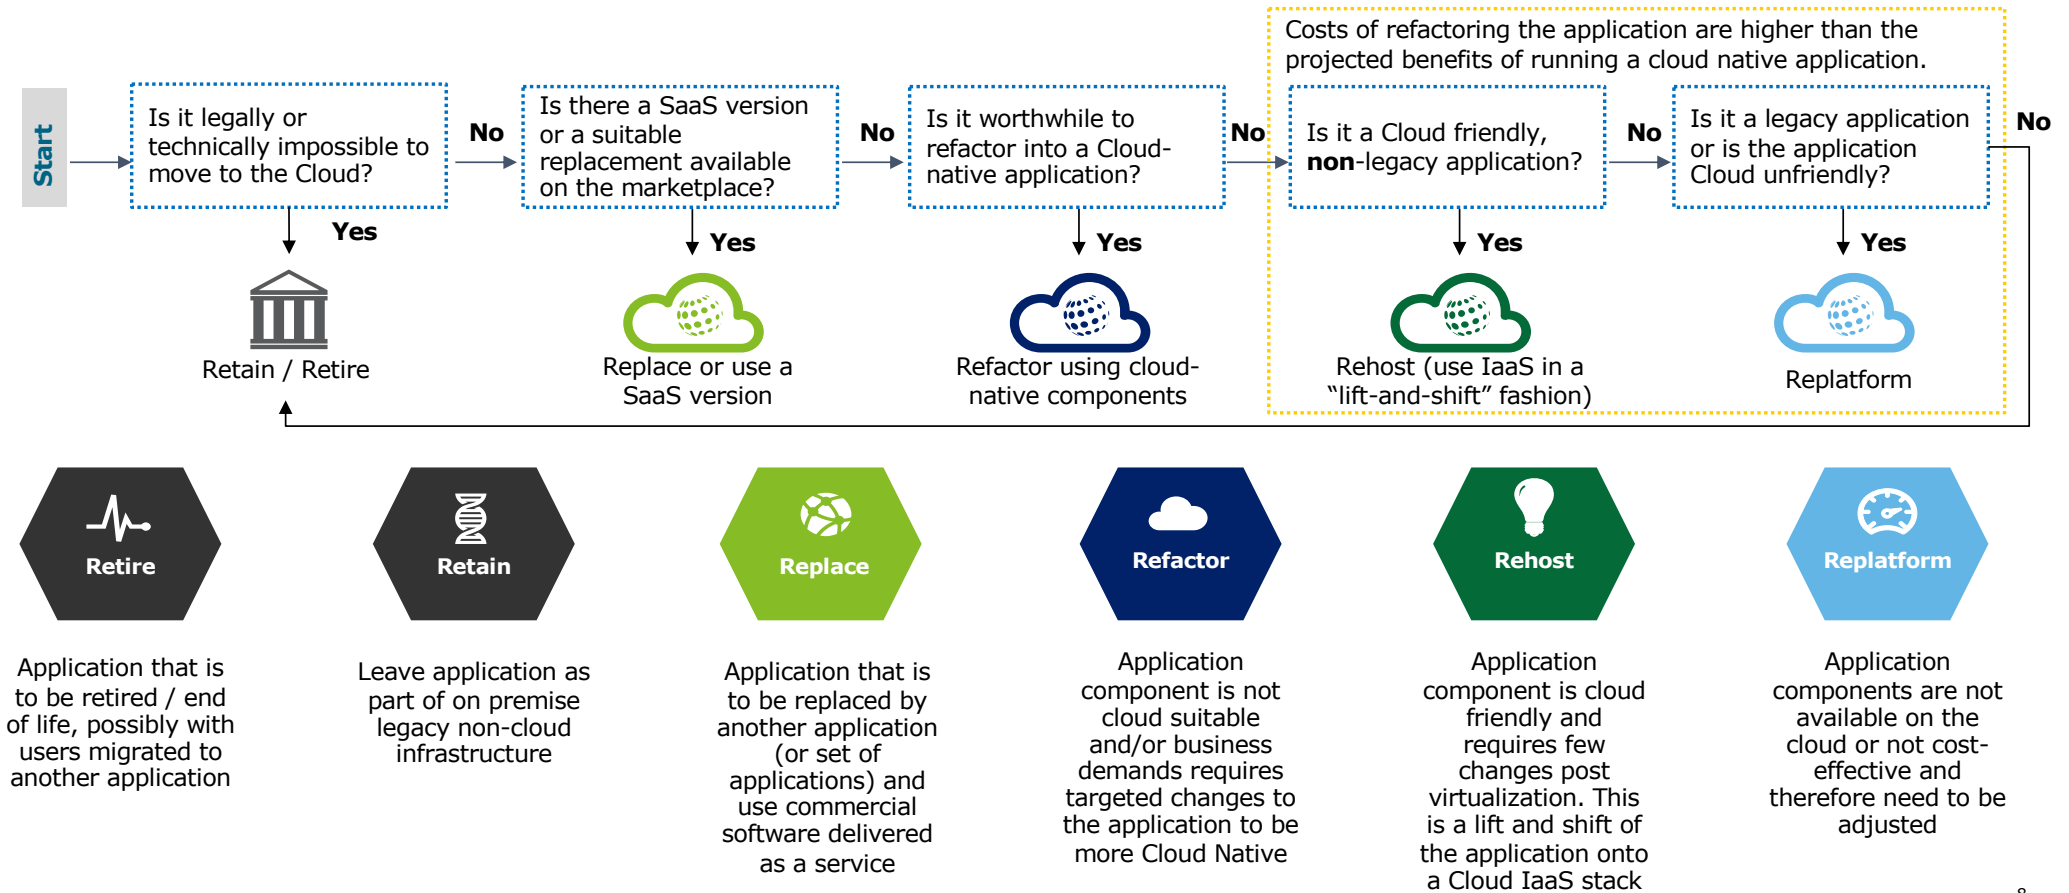 Costs of refactoring the application are higher than the
projected benefits of running a cloud native application.
Start
Is it legally or
technically impossible to
move to the Cloud?
No
Is there a SaaS version
or a suitable
replacement available
on the marketplace?
No
Is it worthwhile to
refactor into a Cloud-
native application?
No
Is it a Cloud friendly,
non-legacy application?
No
Is it a legacy application
or is the application
Cloud unfriendly?
No
Yes
Yes
Yes
Yes
Yes
Retain / Retire
Replace or use a
SaaS version
Refactor using cloud-
native components
Rehost (use IaaS in a
“lift-and-shift” fashion)
Replatform
Retire
Retain
Replace
Refactor
Rehost
Replatform
Application that is
to be retired / end
of life, possibly with
users migrated to
another application
Leave application as
part of on premise
legacy non-cloud
infrastructure
Application that is
to be replaced by
another application
(or set of
applications) and
use commercial
software delivered
as a service
Application
component is not
cloud suitable
and/or business
demands requires
targeted changes to
the application to be
more Cloud Native
Application
component is cloud
friendly and
requires few
changes post
virtualization. This
is a lift and shift of
the application onto
a Cloud IaaS stack
Application
components are not
available on the
cloud or not cost-
effective and
therefore need to be
adjusted